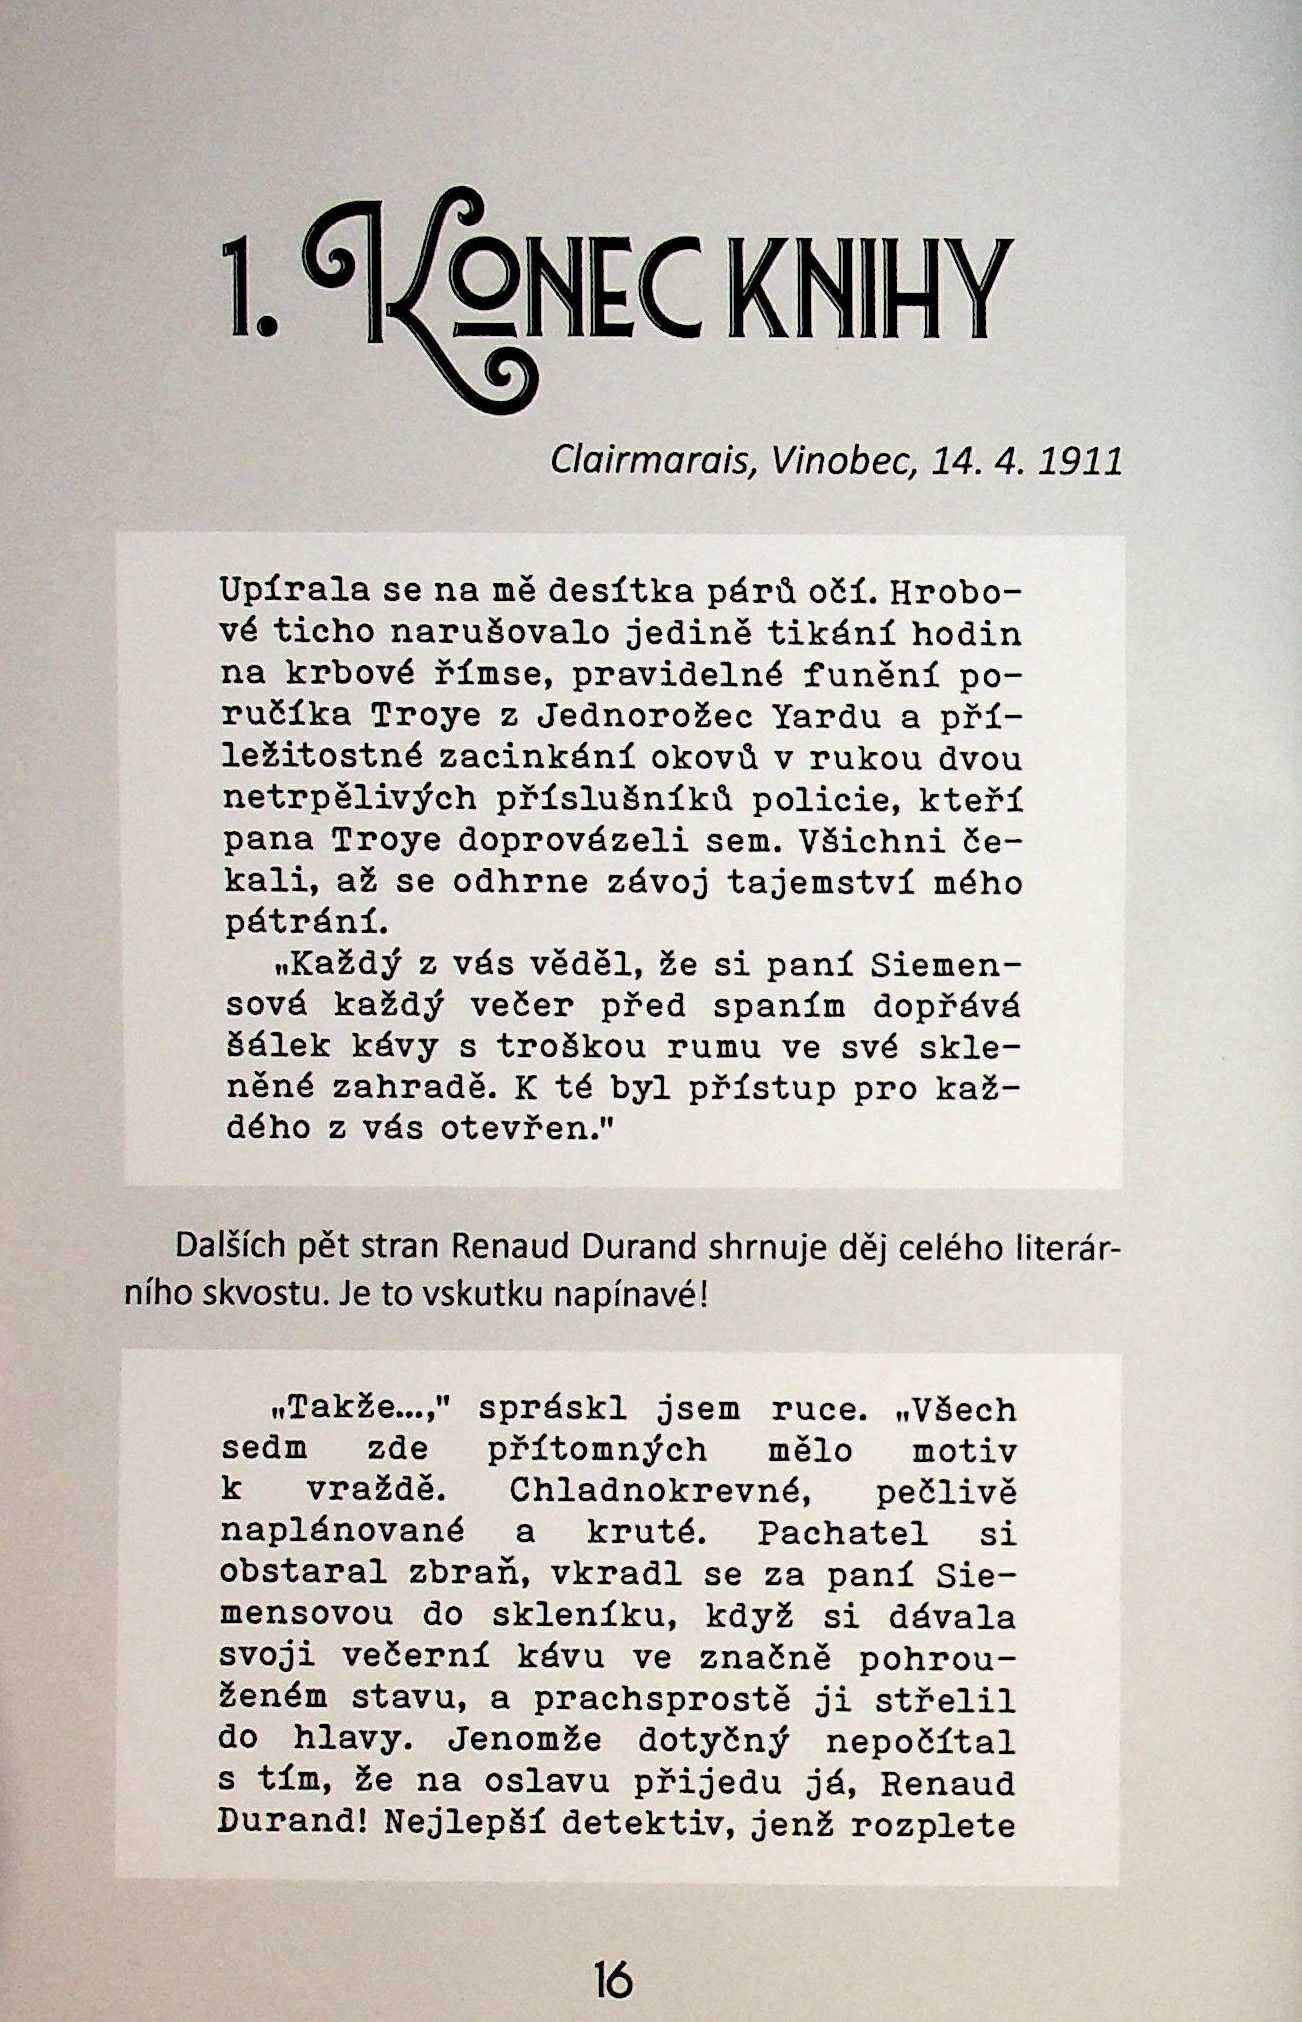 1. KONEC KNIHY
Clairmarais, Vinobec, 14. 4. 1911
Upírala se na mě desítka párů očí. Hrobo-
vé ticho narušovalo jedině tikání hodin
na krbové římse, pravidelné funění po-
ručíka Troye z Jednorožec Yardu a pří-
ležitostné zacinkání okovů v rukou dvou
netrpělivých příslušníků policie, kteří
pana Troye doprovázeli sem. Všichni če-
kali, až se odhrne závoj tajemství mého
pátrání.
„Každý z vás věděl, že si paní Siemen-
sová každý večer před spaním dopřává
šálek kávy s troškou rumu ve své skle-
něné zahradě. K té byl přístup pro kaž-
dého z vás otevřen."
Dalších pět stran Renaud Durand shrnuje děj celého literár-
ního skvostu. Je to vskutku napínavé!
„Takže…," spráskl jsem ruce. „Všech
sedm zde přítomných mělo motiv
k vraždě. Chladnokrevné, pečlivě
naplánované a kruté. Pachatel si
obstaral zbraň, vkradl se za paní Sie-
mensovou do skleníku, když si dávala
svoji večerní kávu ve značně pohrou-
ženém stavu, a prachsprostě ji střelil
do hlavy. Jenomže dotyčný nepočítal
s tím, že na oslavu přijedu já, Renaud
Durand! Nejlepší detektiv, jenž rozplete
16